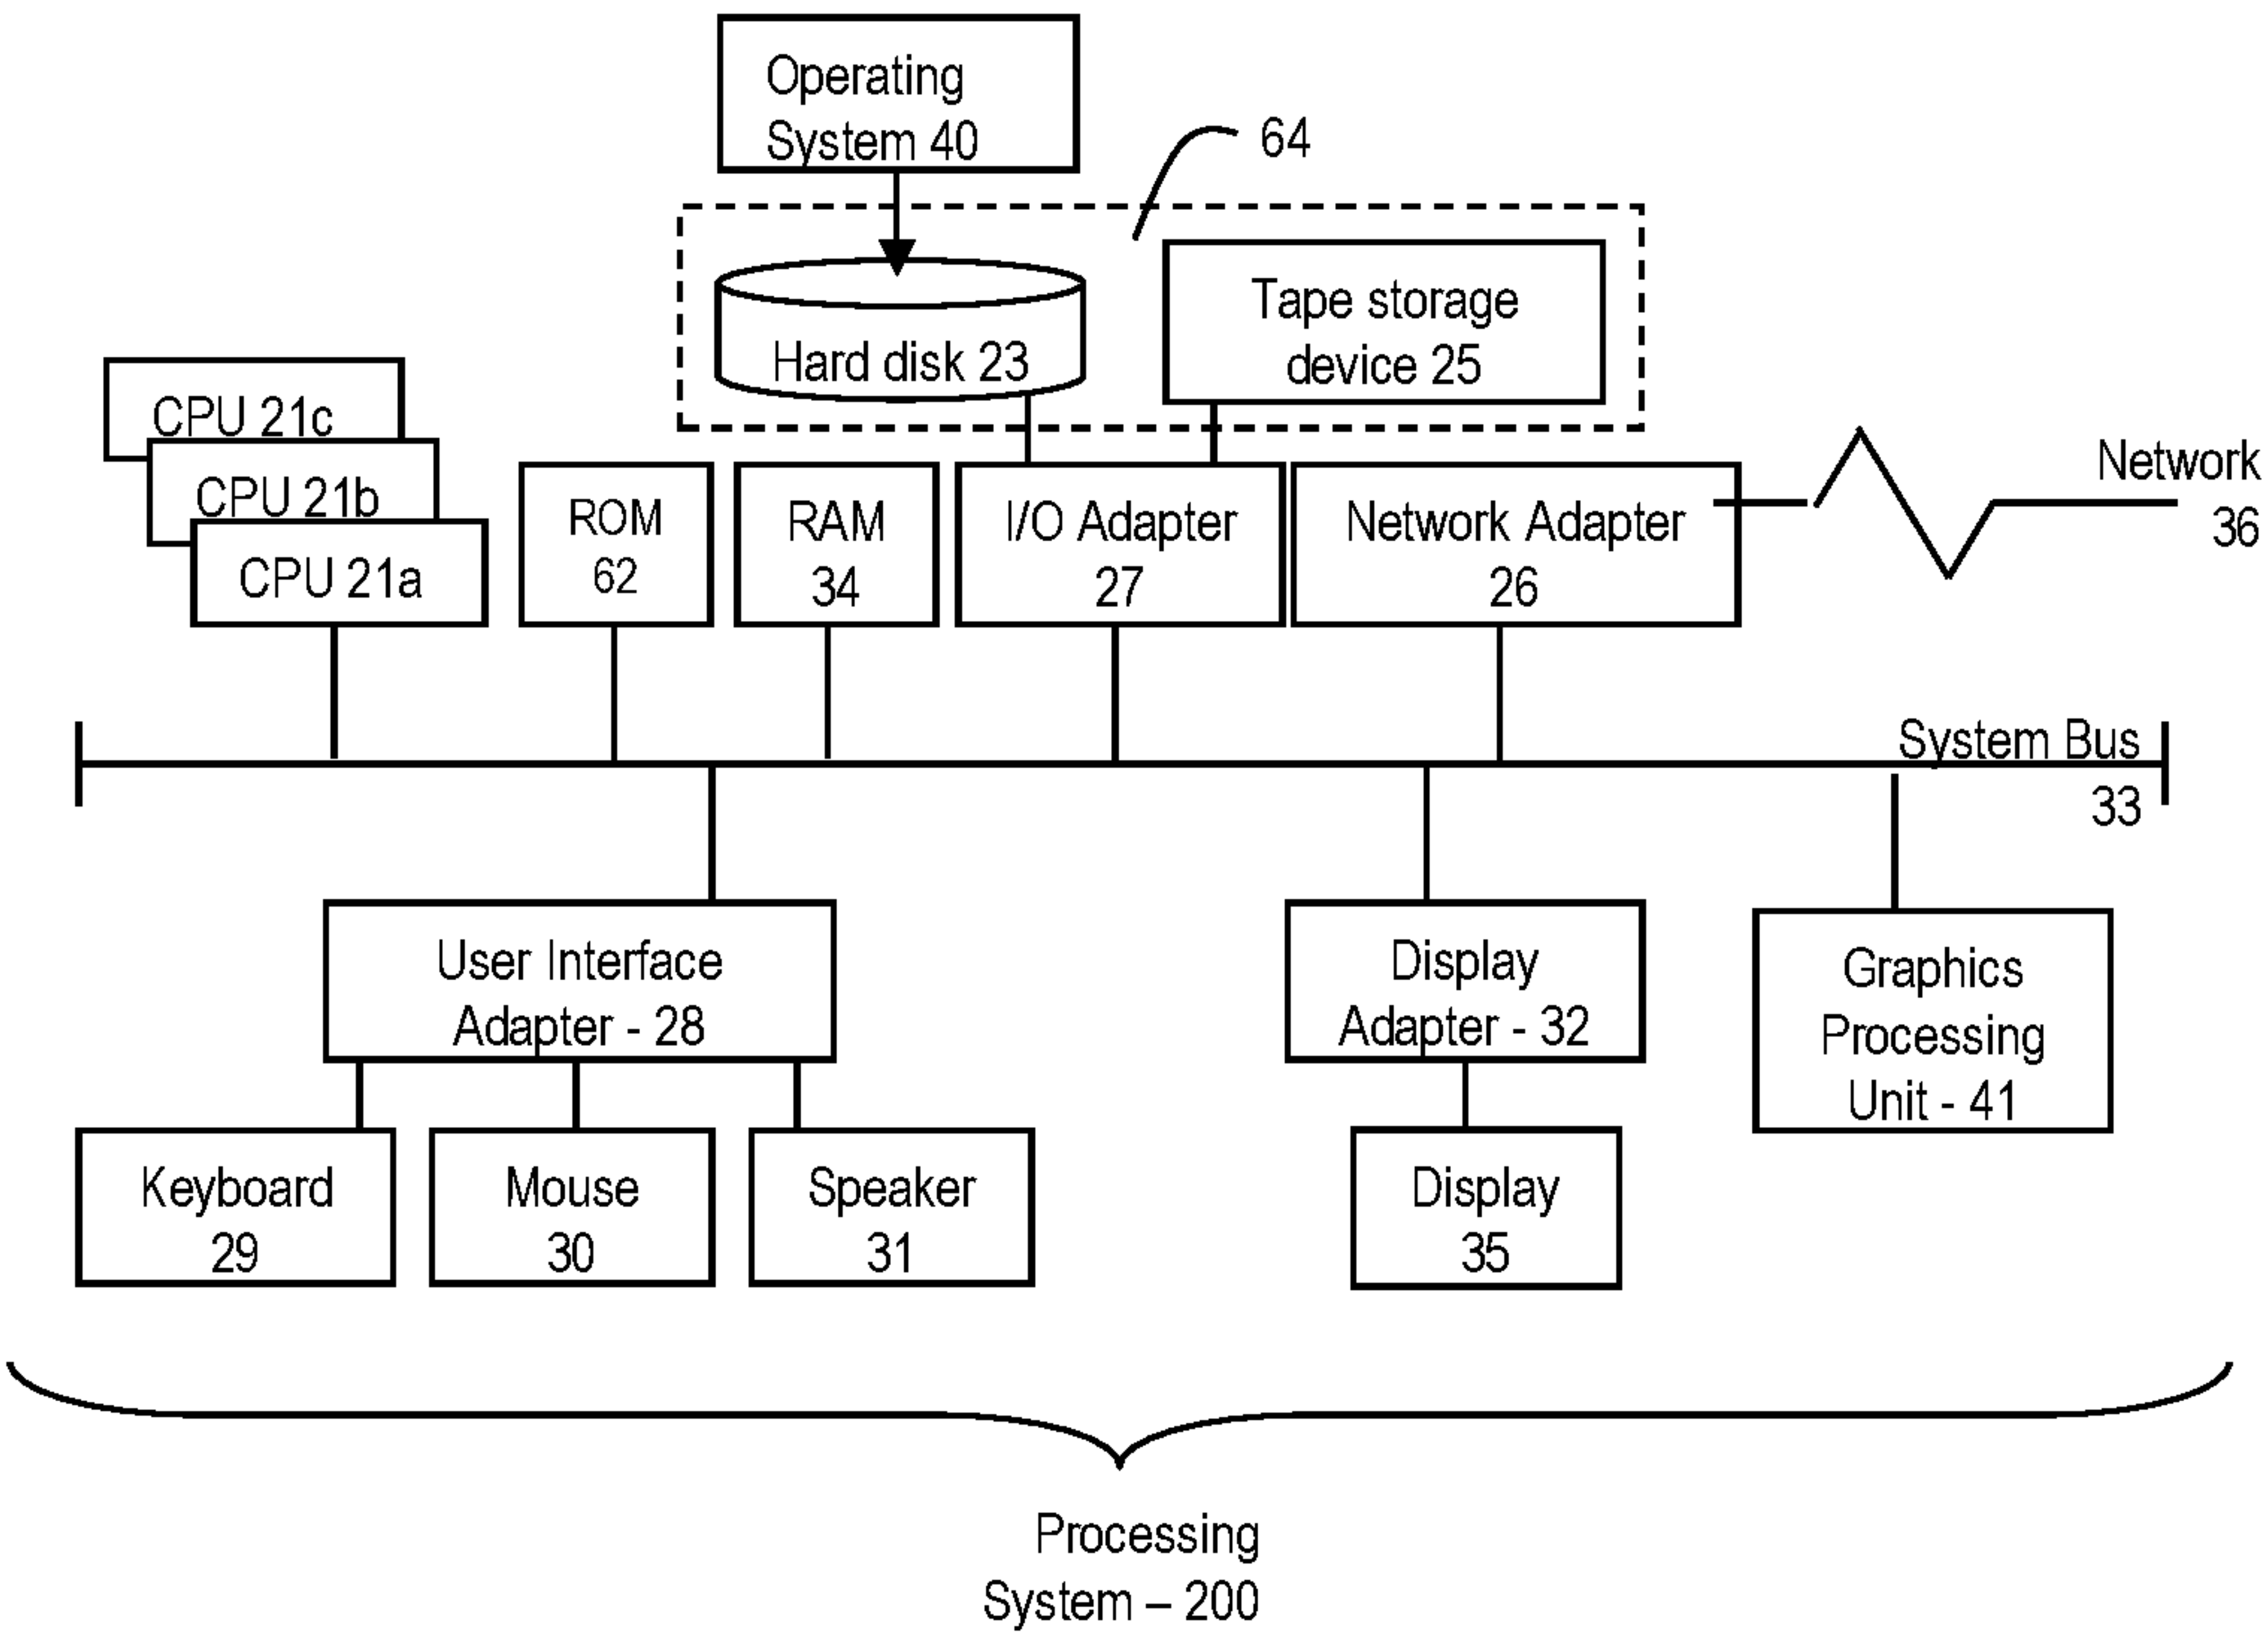 Operating
System 40
64
Tape storage
device 25
Hard disk 23
CPU 21c
CPU 21b
CPU 21a
ROM
62
RAM
34
I/O Adapter
27
Network Adapter
26
Network
36
System Bus
33
User Interface
Adapter - 28
Display
Adapter - 32
Graphics
Processing
Unit - 41
Keyboard
29
Mouse
30
Speaker
31
Display
35
Processing
System – 200